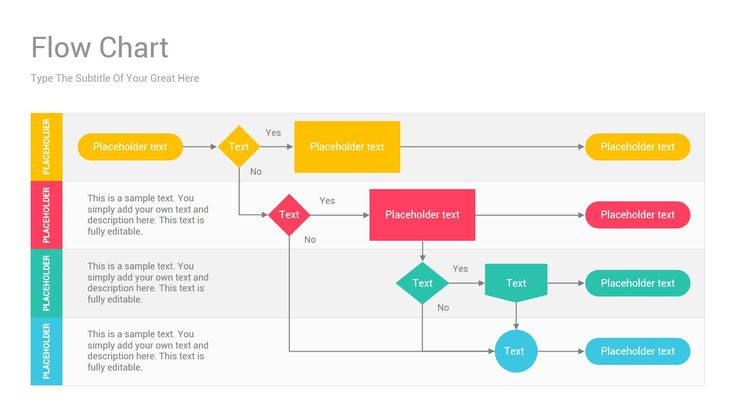 Flow Chart
Type The Subtitle Of Your Great Here
PLACEHOLDER
Placeholder text
Text
Yes
No
Placeholder text
Placeholder text
PLACEHOLDER
This is a sample text. You
simply add your own text and
description here. This text is
fully editable.
Text
Yes
No
Placeholder text
Placeholder text
PLACEHOLDER
This is a sample text. You
simply add your own text and
description here. This text is
fully editable.
Text
Yes
No
Text
Placeholder text
PLACEHOLDER
This is a sample text. You
simply add your own text and
description here. This text is
fully editable.
Text
Placeholder text